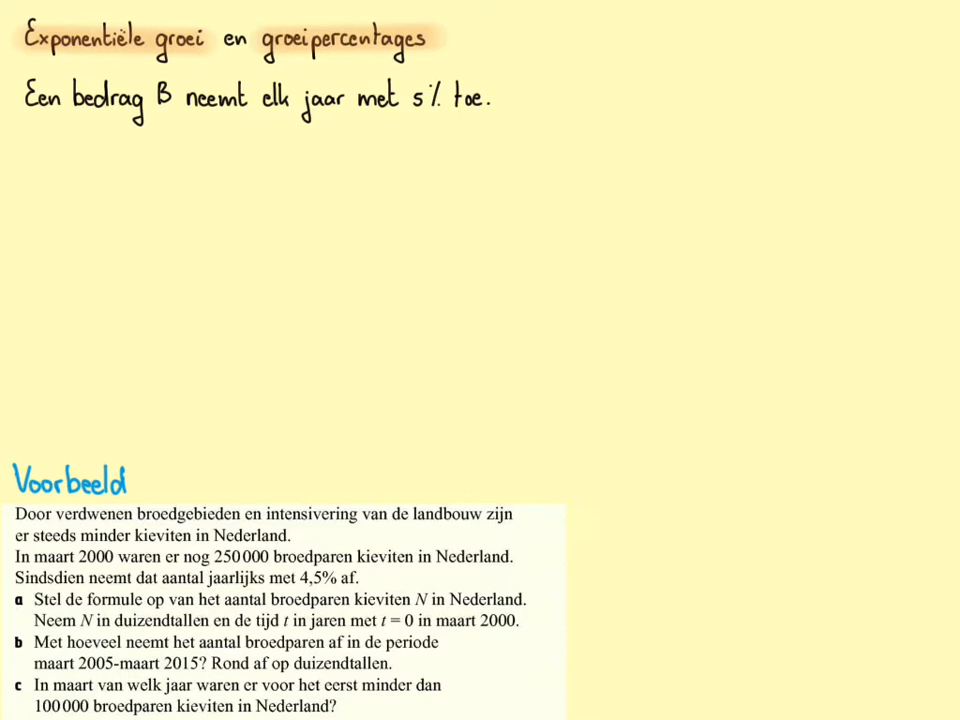 Exponentiële groei en groeipercentages
Een bedrag B neemt elk jaar met 5% toe.
Voorbeeld
Door verdwenen broedgebieden en intensivering van de landbouw zijn
er steeds minder kieviten in Nederland.
In maart 2000 waren er nog 250 000 broedparen kieviten in Nederland.
Sindsdien neemt dat aantal jaarlijks met 4,5% af.
a Stel de formule op van het aantal broedparen kieviten N in Nederland.
Neem N in duizendtallen en de tijd t in jaren met t = 0 in maart 2000.
b Met hoeveel neemt het aantal broedparen af in de periode
maart 2005-maart 2015? Rond af op duizendtallen.
c In maart van welk jaar waren er voor het eerst minder dan
100 000 broedparen kieviten in Nederland?